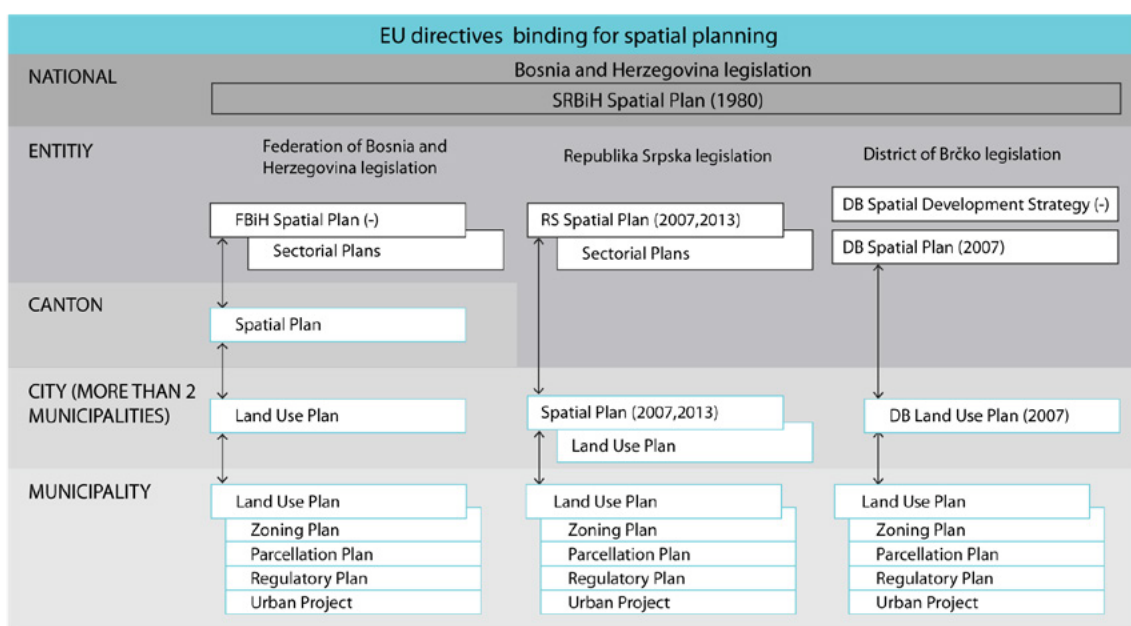 EU directives binding for spatial planning
NATIONAL
Bosnia and Herzegovina legislation
SRBiH Spatial Plan (1980)
ENTITIY
Federation of Bosnia and
Herzegovina legislation
Republika Srpska legislation
District of Brčko legislation
FBiH Spatial Plan (-)
Sectorial Plans
RS Spatial Plan (2007,2013)
Sectorial Plans
DB Spatial Development Strategy (-)
DB Spatial Plan (2007)
CANTON
Spatial Plan
CITY (MORE THAN 2
MUNICIPALITIES)
Land Use Plan
Spatial Plan (2007,2013)
Land Use Plan
DB Land Use Plan (2007)
MUNICIPALITY
Land Use Plan
Zoning Plan
Parcellation Plan
Regulatory Plan
Urban Project
Land Use Plan
Zoning Plan
Parcellation Plan
Regulatory Plan
Urban Project
Land Use Plan
Zoning Plan
Parcellation Plan
Regulatory Plan
Urban Project